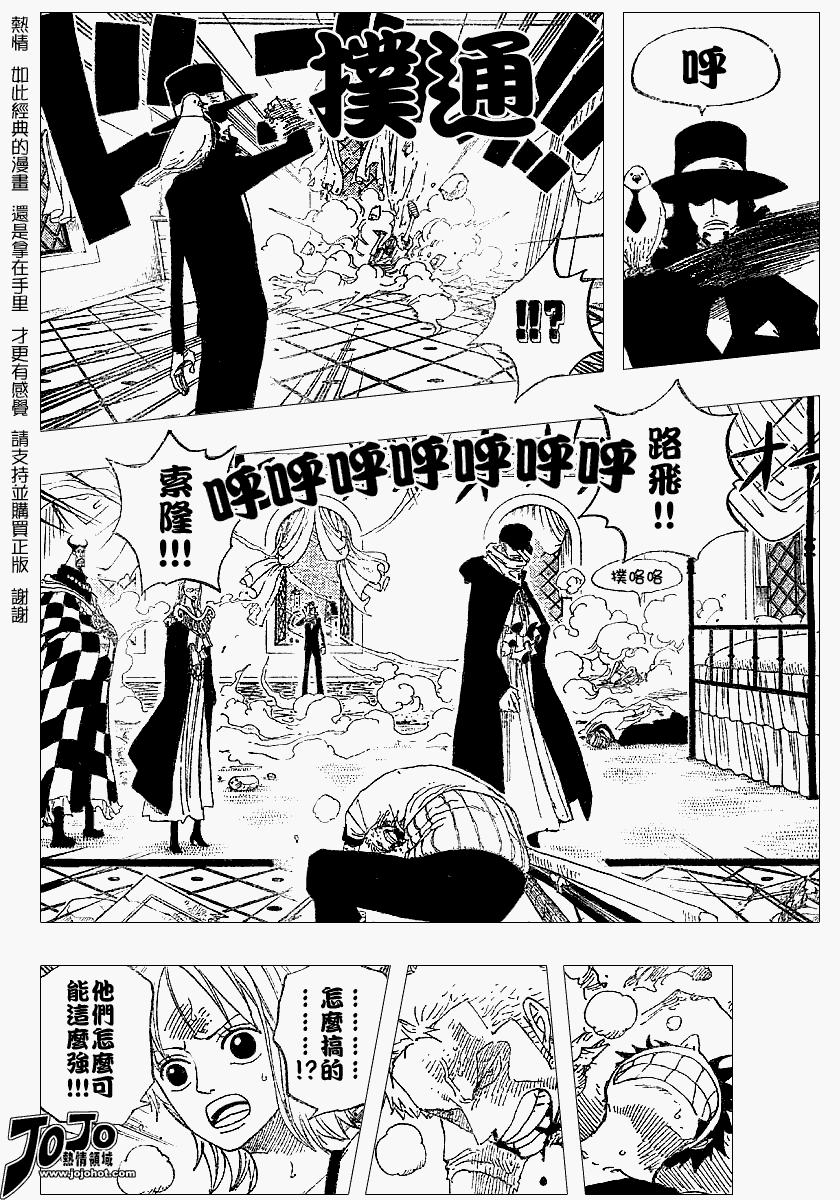 呼
撲通
!!?
路飛!!
呼呼呼呼呼呼呼
索隆!!!
撲咯咯
…………
怎麼搞的
……!?
他們怎麼可
能這麼強!!!
熱情 如此經典的漫畫 還是拿在手里 才更有感覺 請支持並購買正版 謝謝
JOJO
熱情領域
www.jojohot.com